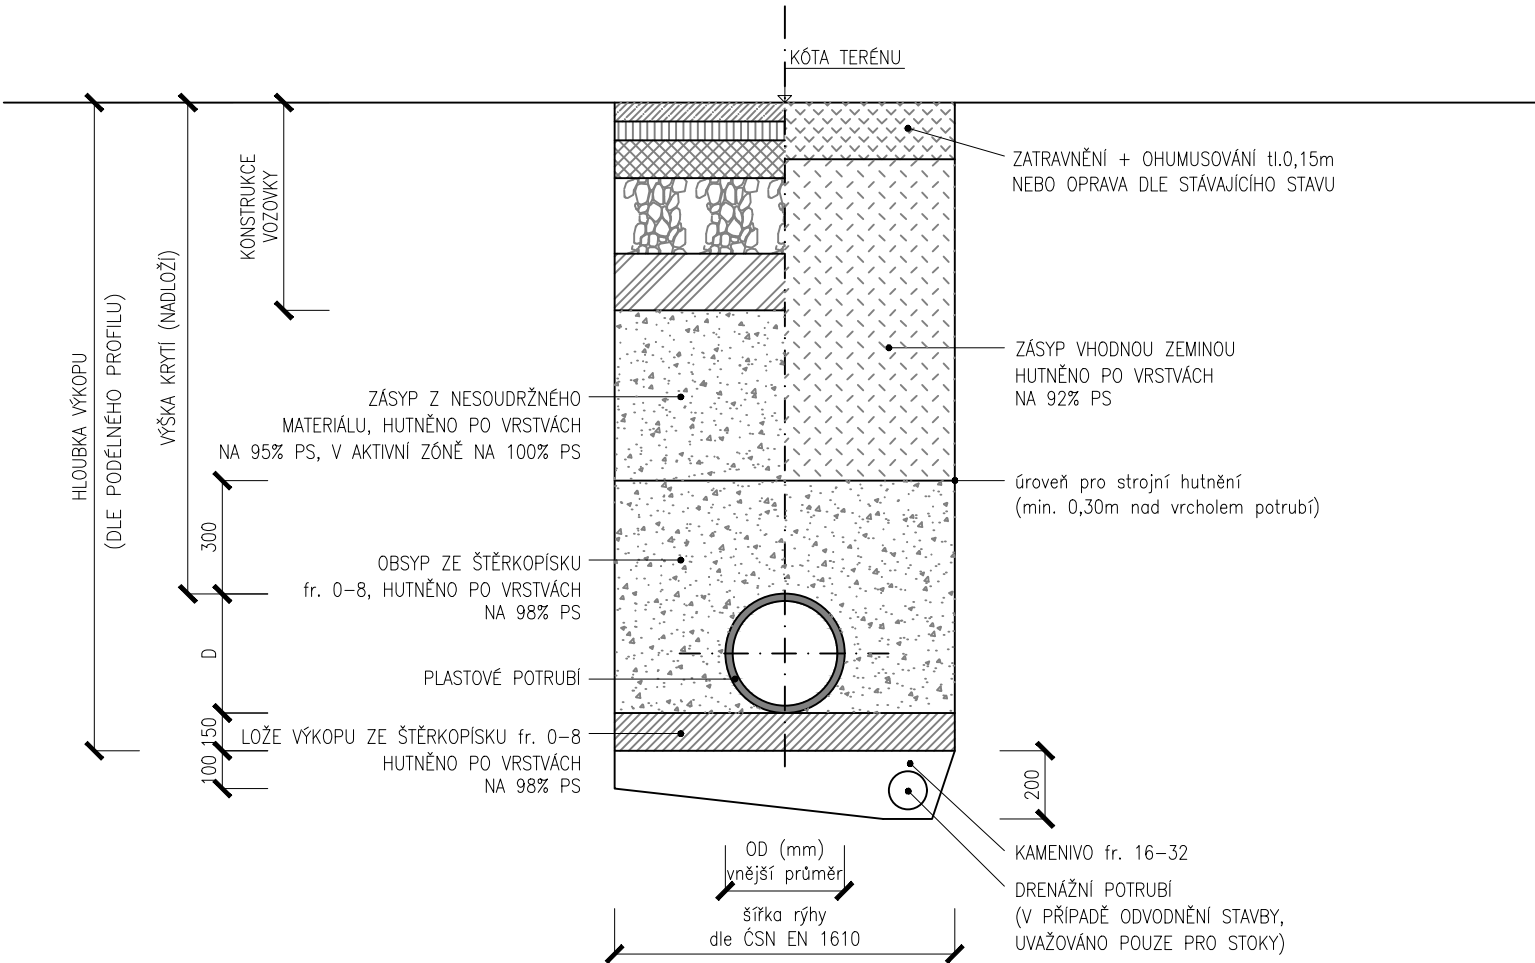 KÓTA TERÉNU
ZATRAVNĚNÍ + OHUMUSOVÁNÍ tl.0,15m
NEBO OPRAVA DLE STÁVAJÍCÍHO STAVU
KONSTRUKCE
VOZOVKY
VÝŠKA KRYTÍ (NADLOŽÍ)
HLOUBKA VÝKOPU
(DLE PODÉLNÉHO PROFILU)
ZÁSYP VHODNOU ZEMINOU
HUTNĚNO PO VRSTVÁCH
NA 92% PS
ZÁSYP Z NESOUDRŽNÉHO
MATERIÁLU, HUTNĚNO PO VRSTVÁCH
NA 95% PS, V AKTIVNÍ ZÓNĚ NA 100% PS
úroveň pro strojní hutnění
(min. 0,30m nad vrcholem potrubí)
300
OBSYP ZE ŠTĚRKOPÍSKU
fr. 0-8, HUTNĚNO PO VRSTVÁCH
NA 98% PS
D
PLASTOVÉ POTRUBÍ
150
LOŽE VÝKOPU ZE ŠTĚRKOPÍSKU fr. 0-8
HUTNĚNO PO VRSTVÁCH
NA 98% PS
100
200
KAMENIVO fr. 16-32
DRENÁŽNÍ POTRUBÍ
(V PŘÍPADĚ ODVODNĚNÍ STAVBY,
UVAŽOVÁNO POUZE PRO STOKY)
OD (mm)
vnější průměr
šířka rýhy
dle ČSN EN 1610